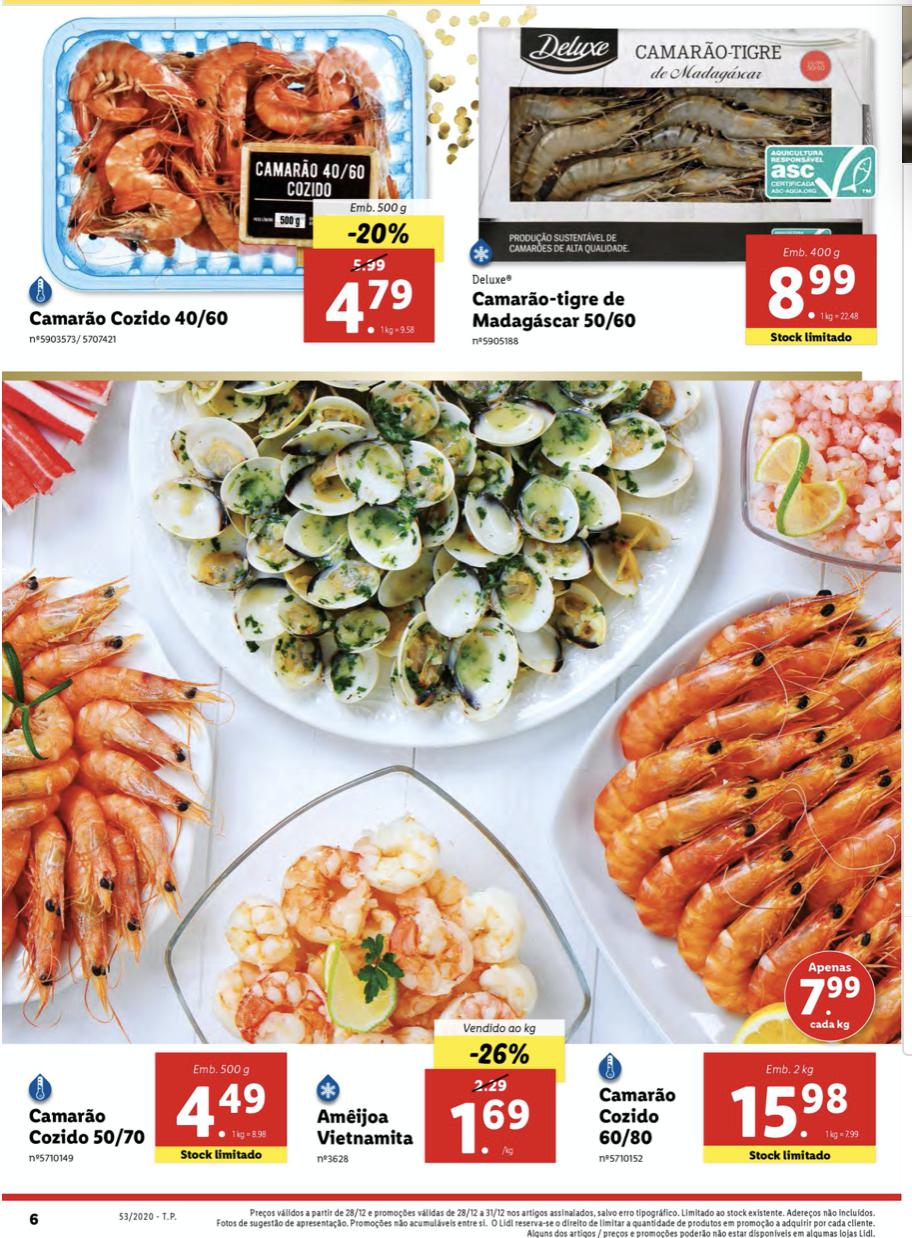 CAMARÃO 40/60
COZIDO
500 g
Emb. 500 g
-20%
5.99
4.79
1 kg = 9.58
Camarão Cozido 40/60
nº5903573/ 5707421
Deluxe
CAMARÃO-TIGRE
de Madagáscar
50/60
AQUICULTURA
RESPONSÁVEL
asc
CERTIFICADA
ASC-AQUA.ORG
TM
PRODUÇÃO SUSTENTÁVEL DE
CAMARÕES DE ALTA QUALIDADE.
Deluxe®
Camarão-tigre de
Madagáscar 50/60
nº5905188
Emb. 400 g
8.99
1 kg = 22.48
Stock limitado
Apenas
7.99
cada kg
Camarão
Cozido 50/70
nº5710149
Emb. 500 g
4.49
1 kg = 8.98
Stock limitado
Amêijoa
Vietnamita
nº3628
Vendido ao kg
-26%
2.29
1.69
/kg
Camarão
Cozido
60/80
nº5710152
Emb. 2 kg
15.98
1 kg = 7.99
Stock limitado
6
53/2020 - T.P.
Preços válidos a partir de 28/12 e promoções válidas de 28/12 a 31/12 nos artigos assinalados, salvo erro tipográfico. Limitado ao stock existente. Adereços não incluídos.
Fotos de sugestão de apresentação. Promoções não acumuláveis entre si. O Lidl reserva-se o direito de limitar a quantidade de produtos em promoção a adquirir por cada cliente.
Alguns dos artigos / preços e promoções poderão não estar disponíveis em algumas lojas Lidl.